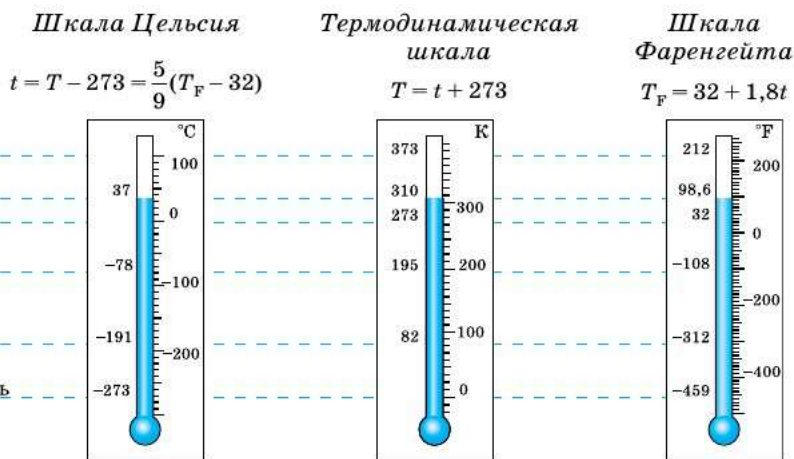 Шкала Цельсия
t = T − 273 = 5/9 (T_F − 32)
°C
100
37
0
−78
−100
−191
−200
−273
Термодинамическая
шкала
T = t + 273
К
373
310
300
273
195
200
82
100
0
Шкала
Фаренгейта
T_F = 32 + 1,8t
°F
212
200
98,6
32
0
−108
−200
−312
−400
−459
ь